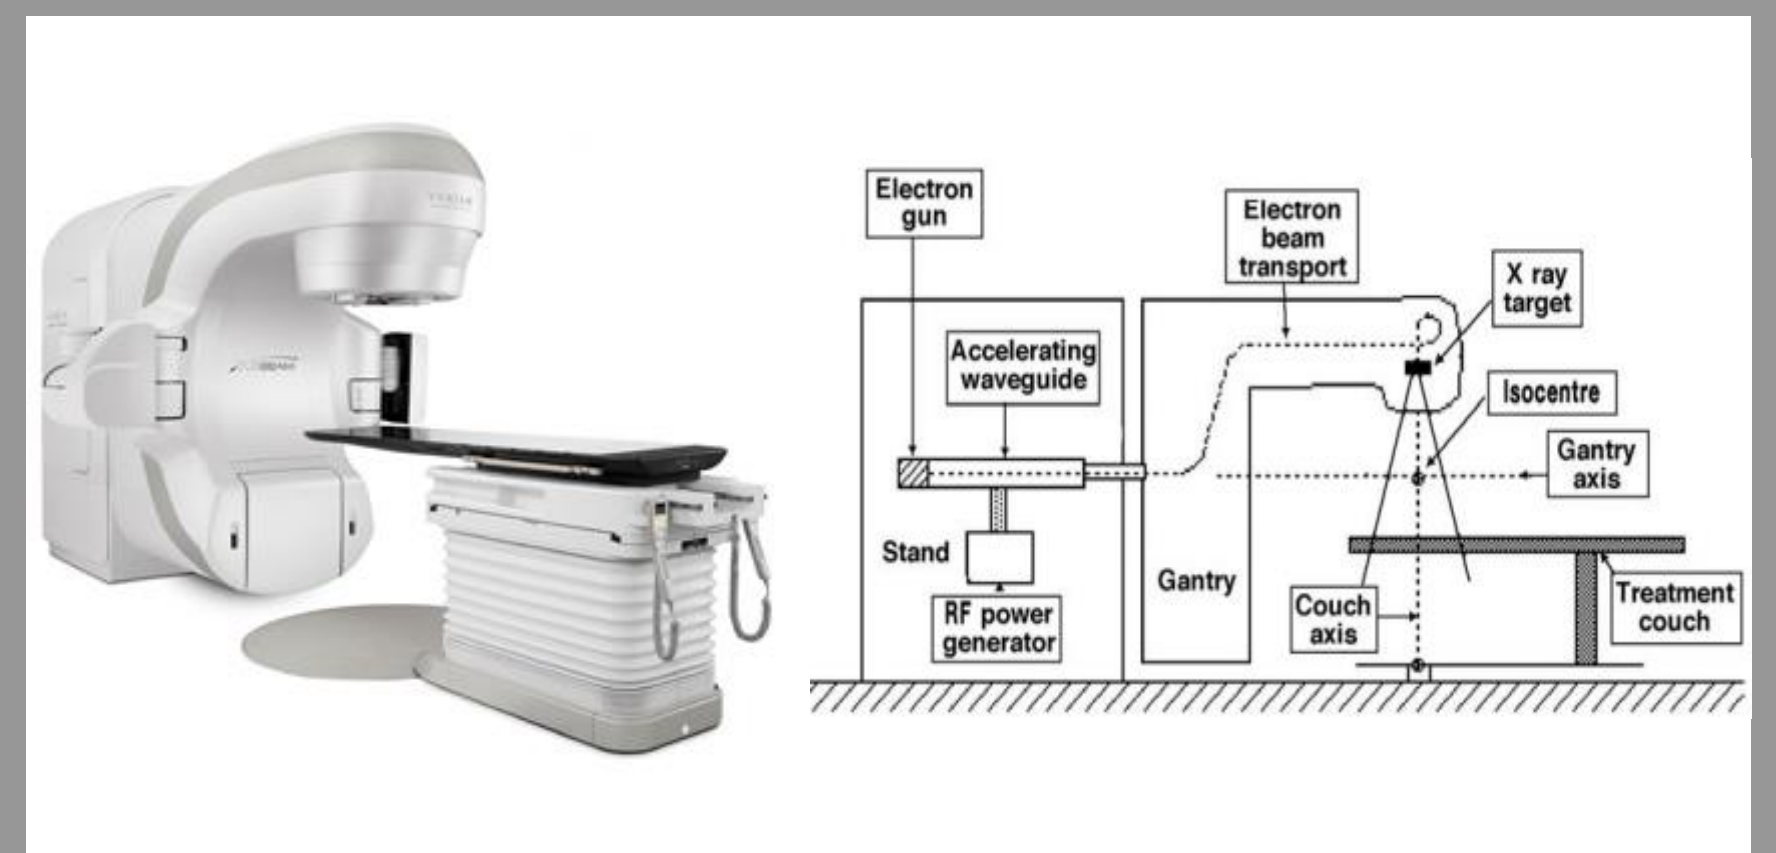 VARIAN
Electron
gun
Electron
beam
transport
X ray
target
Accelerating
waveguide
Isocentre
Gantry
axis
Stand
Gantry
RF power
generator
Couch
axis
Treatment
couch